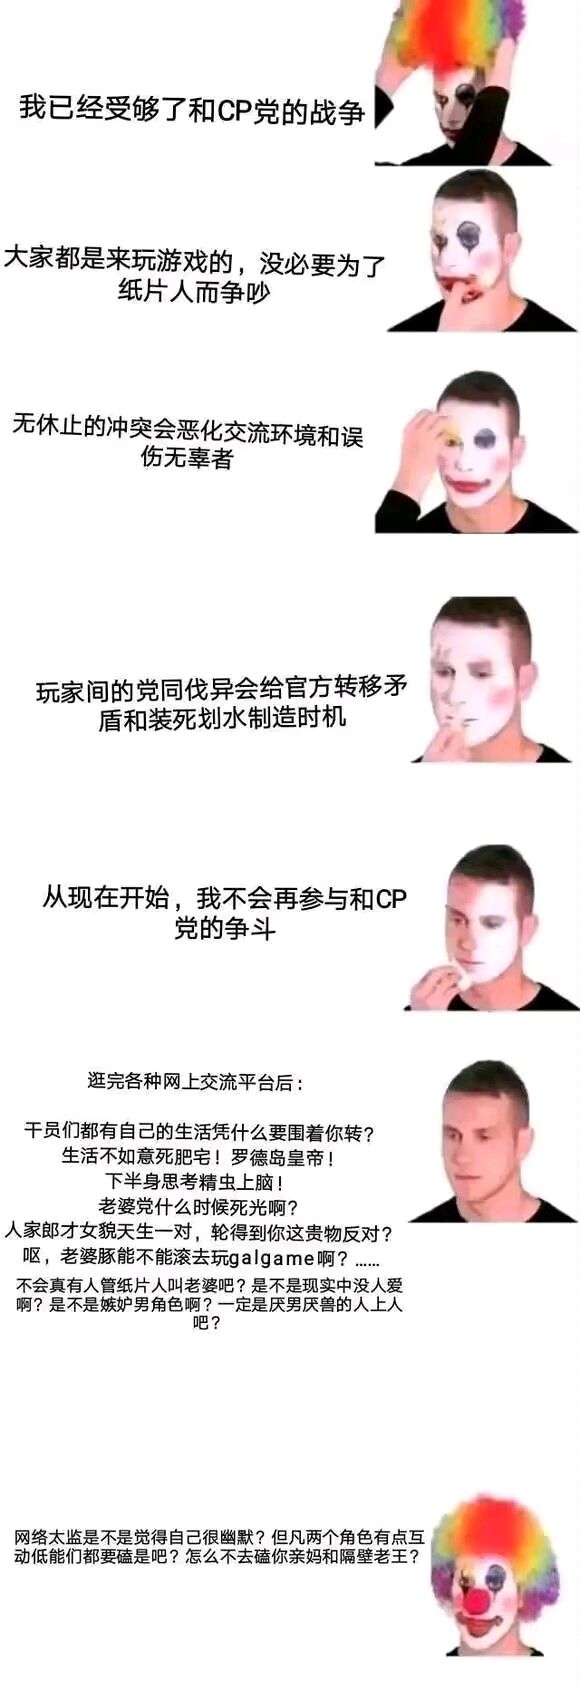 我已经受够了和CP党的战争
大家都是来玩游戏的，没必要为了
纸片人而争吵
无休止的冲突会恶化交流环境和误
伤无辜者
玩家间的党同伐异会给官方转移矛
盾和装死划水制造时机
从现在开始，我不会再参与和CP
党的争斗
逛完各种网上交流平台后：
干员们都有自己的生活凭什么要围着你转？
生活不如意死肥宅！罗德岛皇帝！
下半身思考精虫上脑！
老婆党什么时候死光啊？
人家郎才女貌天生一对，轮得到你这贵物反对？
呕，老婆豚能不能滚去玩galgame啊？……
不会真有人管纸片人叫老婆吧？是不是现实中没人爱
啊？是不是嫉妒男角色啊？一定是厌男厌兽的人上人
吧？
网络太监是不是觉得自己很幽默？但凡两个角色有点互
动低能们都要磕是吧？怎么不去磕你亲妈和隔壁老王？